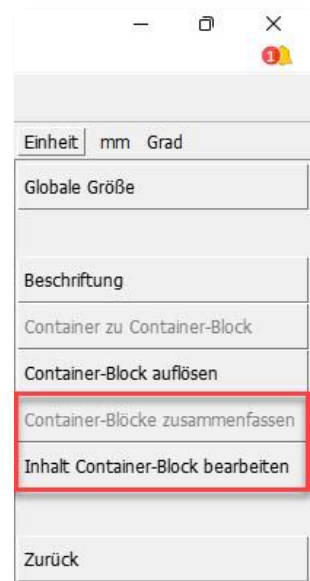 1
Einheit mm Grad
Globale Größe
Beschriftung
Container zu Container-Block
Container-Block auflösen
Container-Blöcke zusammenfassen
Inhalt Container-Block bearbeiten
Zurück